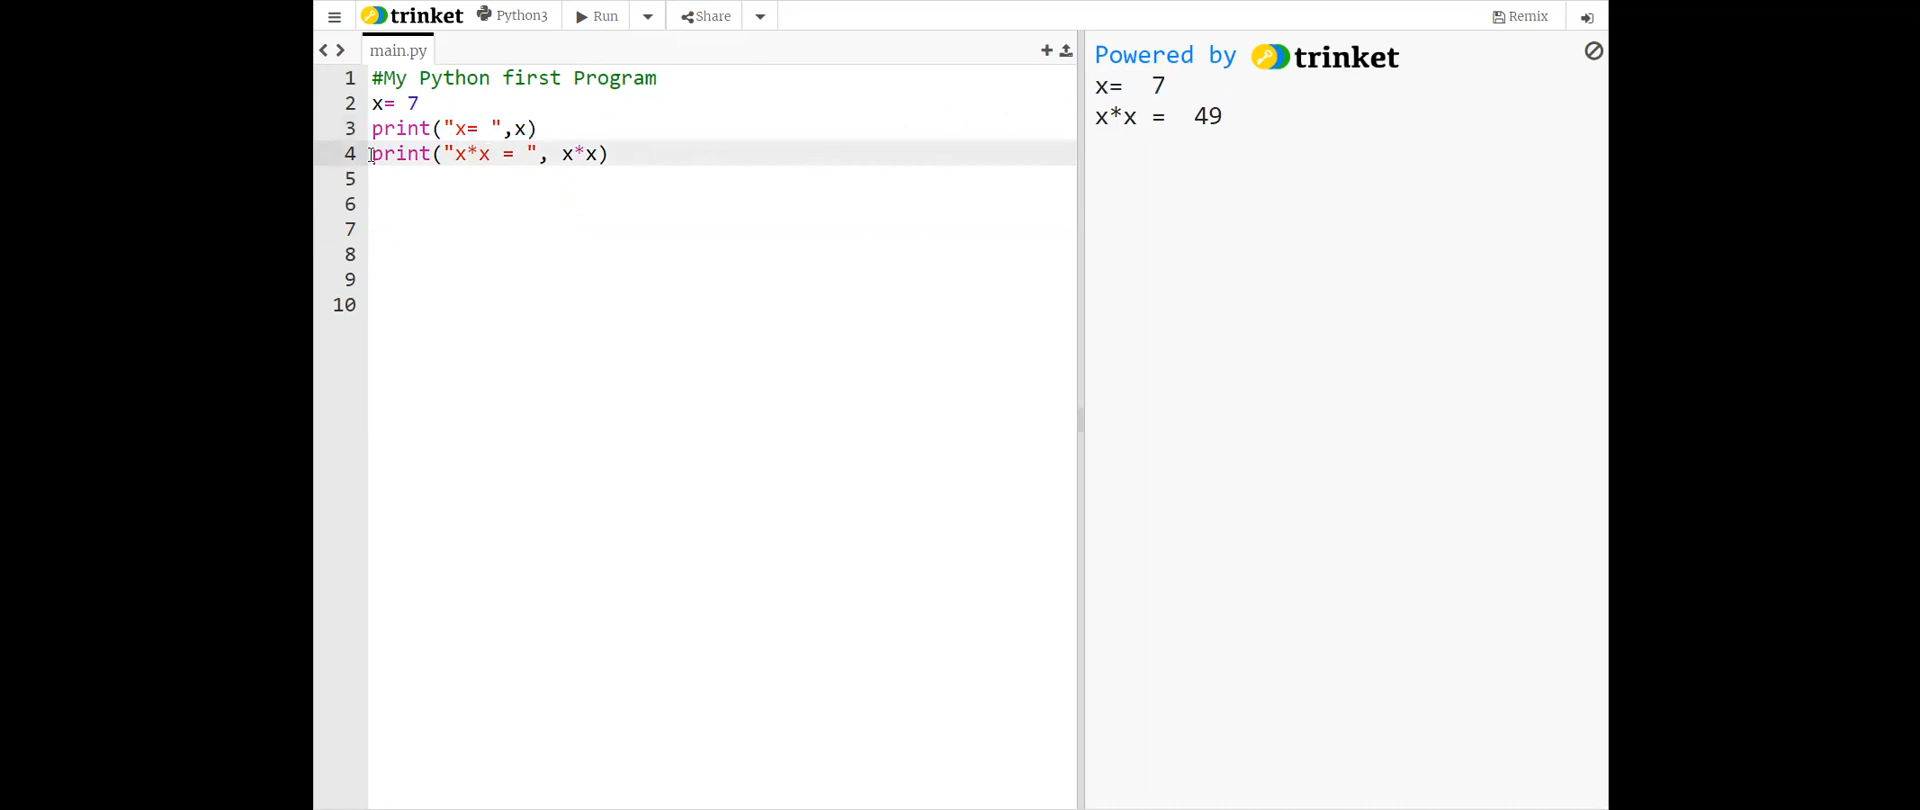 trinket Python3 Run Share Remix
main.py
1 #My Python first Program
2 x= 7
3 print("x= ",x)
4 print("x*x = ", x*x)
5
6
7
8
9
10
Powered by trinket
x=  7
x*x =  49